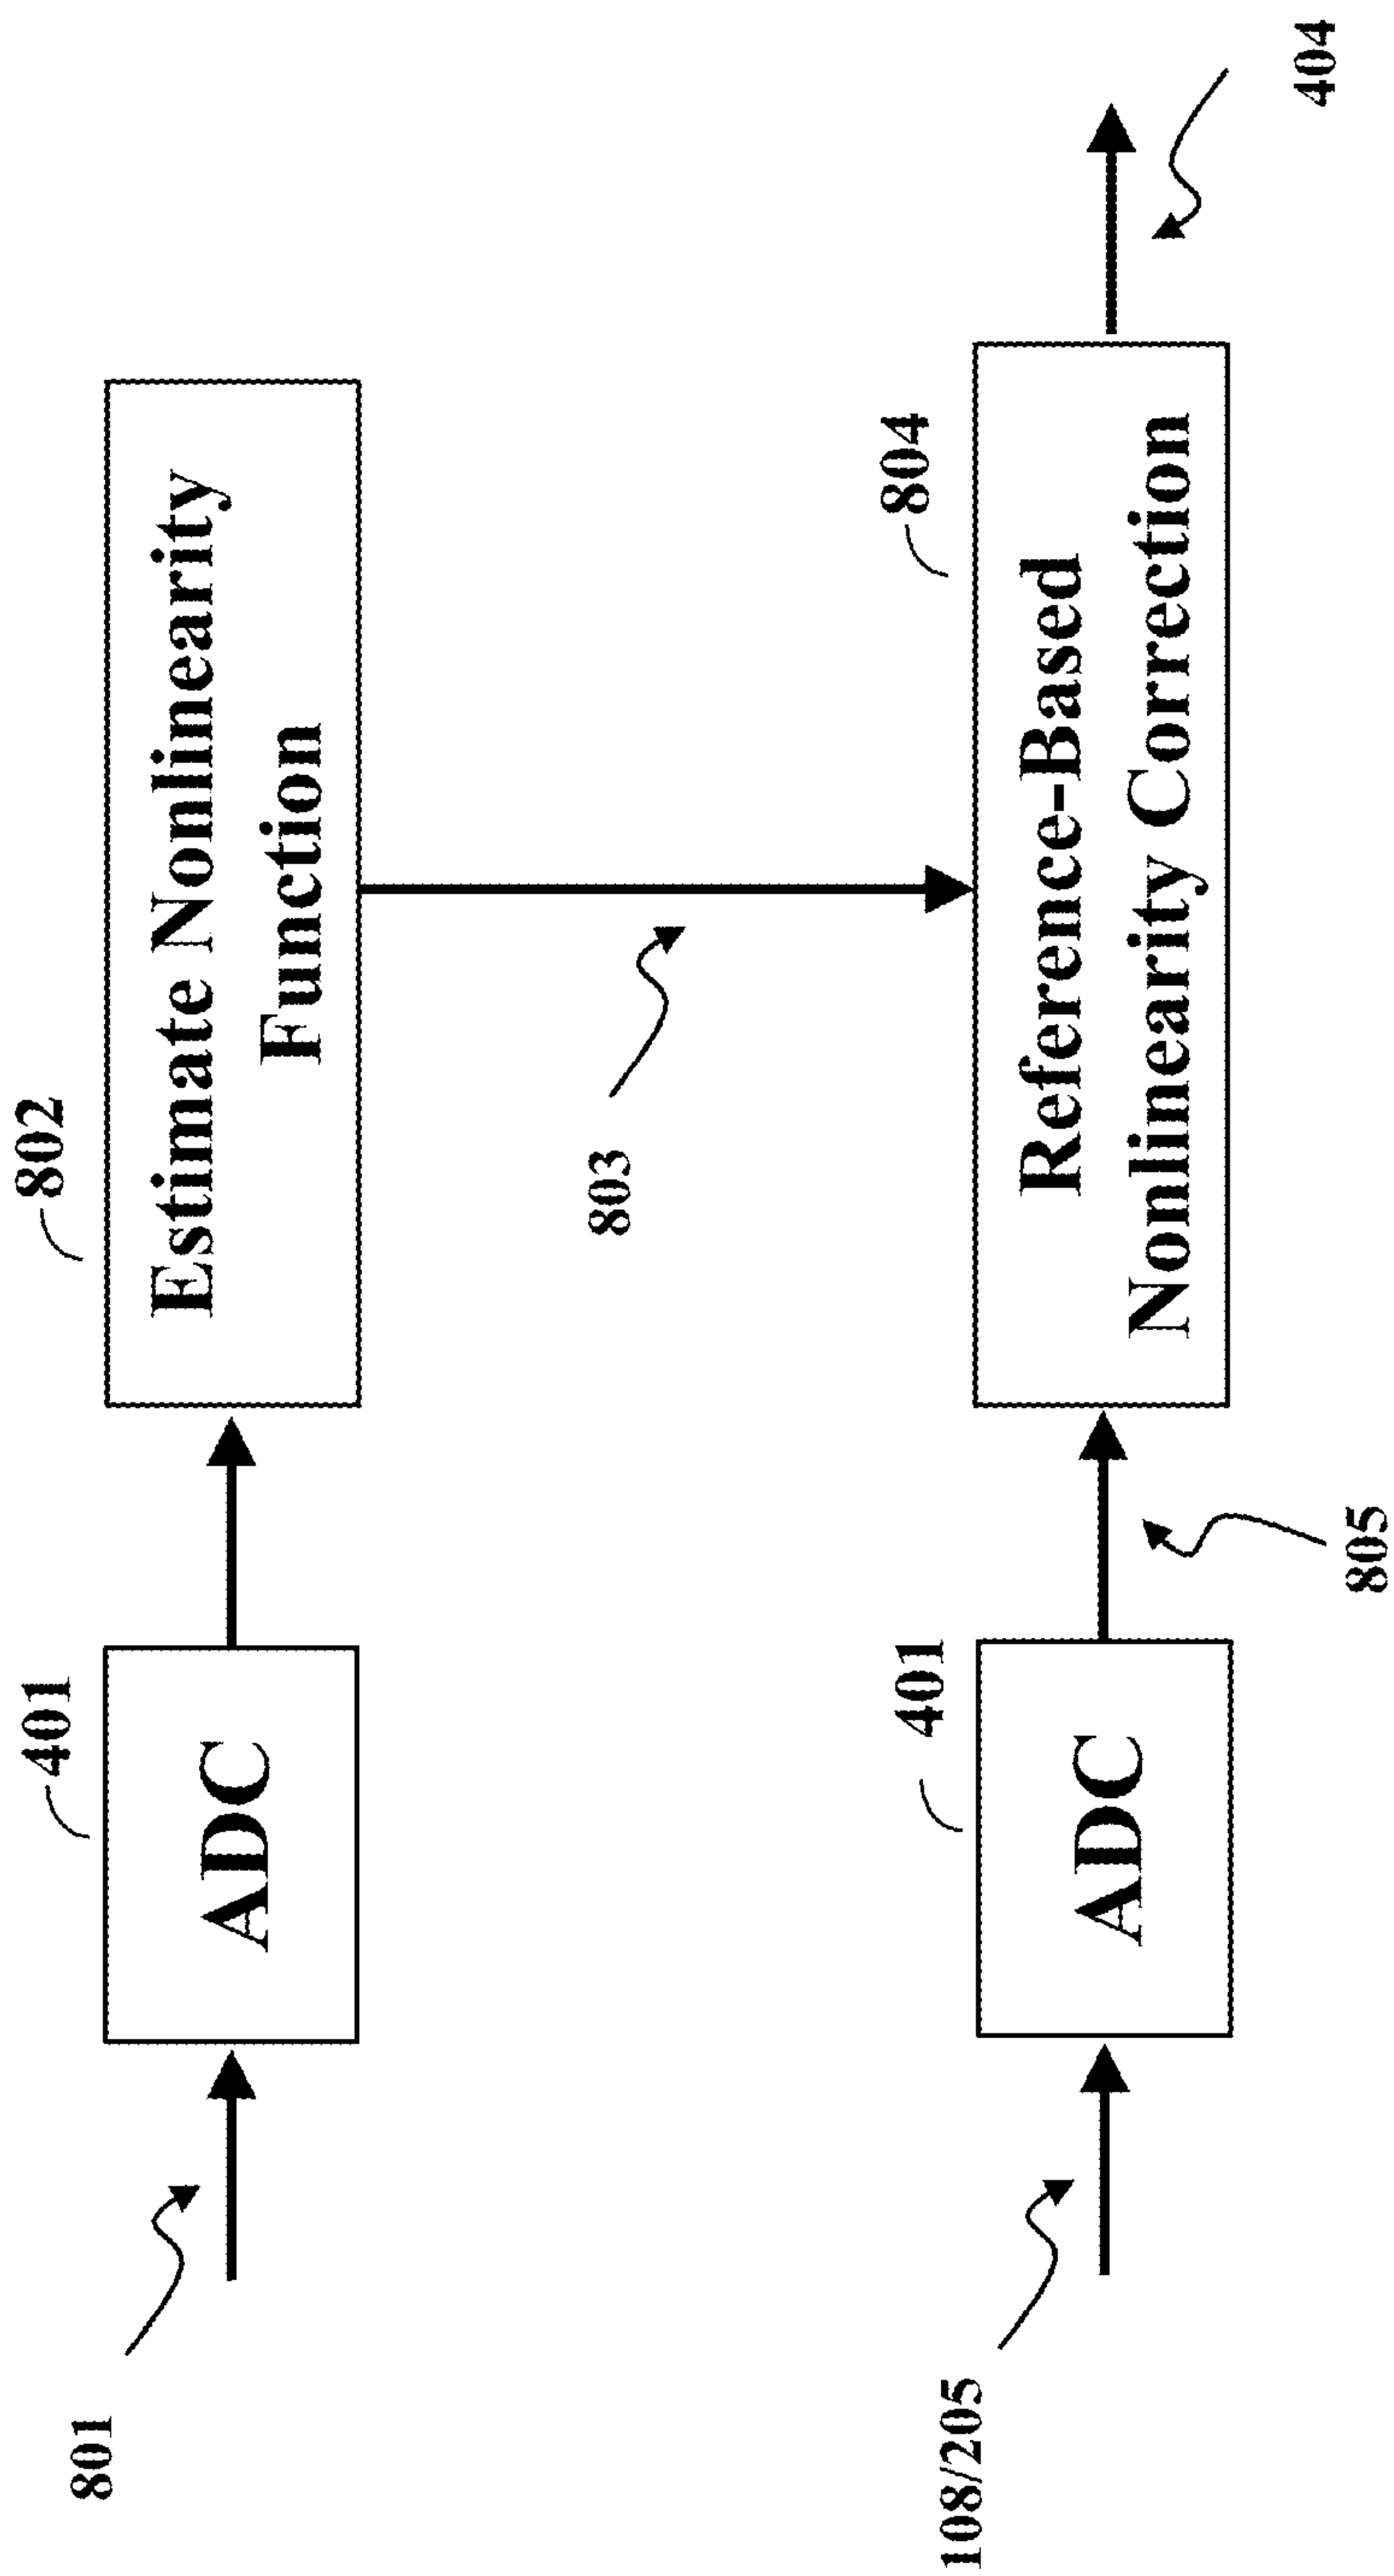 802
Estimate Nonlinearity
Function
401
ADC
801
803
404
804
Reference-Based
Nonlinearity Correction
401
ADC
805
108/205